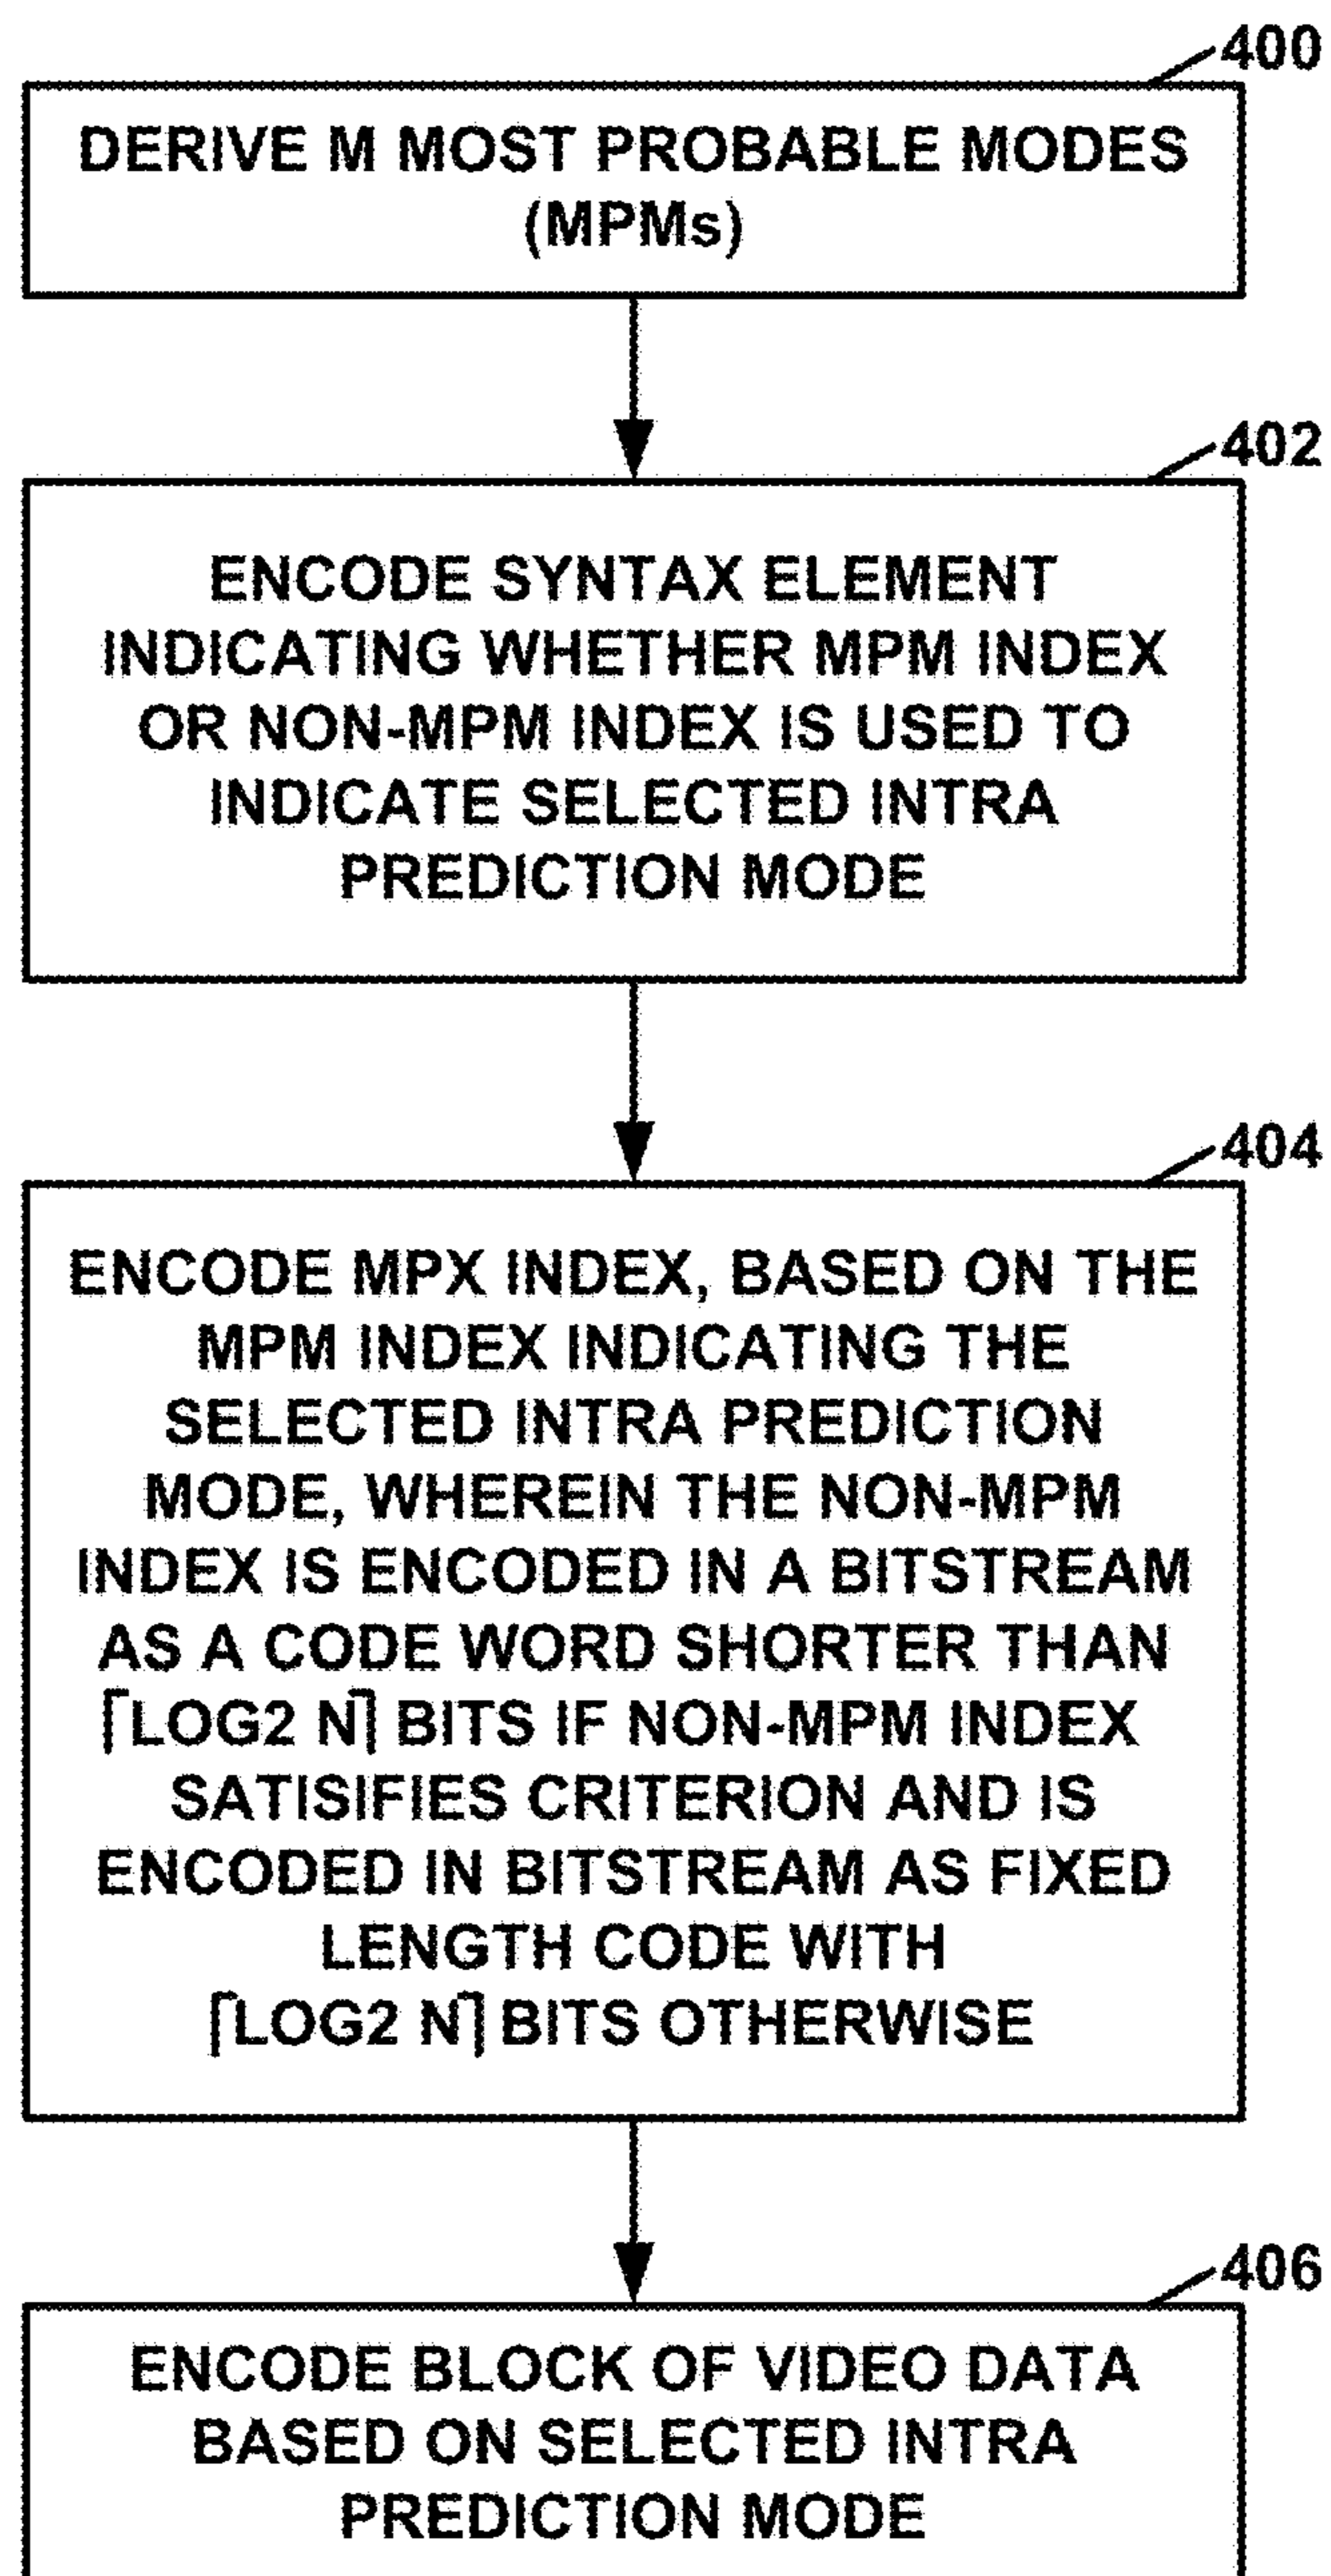 400
DERIVE M MOST PROBABLE MODES
(MPMs)
402
ENCODE SYNTAX ELEMENT
INDICATING WHETHER MPM INDEX
OR NON-MPM INDEX IS USED TO
INDICATE SELECTED INTRA
PREDICTION MODE
404
ENCODE MPX INDEX, BASED ON THE
MPM INDEX INDICATING THE
SELECTED INTRA PREDICTION
MODE, WHEREIN THE NON-MPM
INDEX IS ENCODED IN A BITSTREAM
AS A CODE WORD SHORTER THAN
⌈LOG2 N⌉ BITS IF NON-MPM INDEX
SATISIFIES CRITERION AND IS
ENCODED IN BITSTREAM AS FIXED
LENGTH CODE WITH
⌈LOG2 N⌉ BITS OTHERWISE
406
ENCODE BLOCK OF VIDEO DATA
BASED ON SELECTED INTRA
PREDICTION MODE